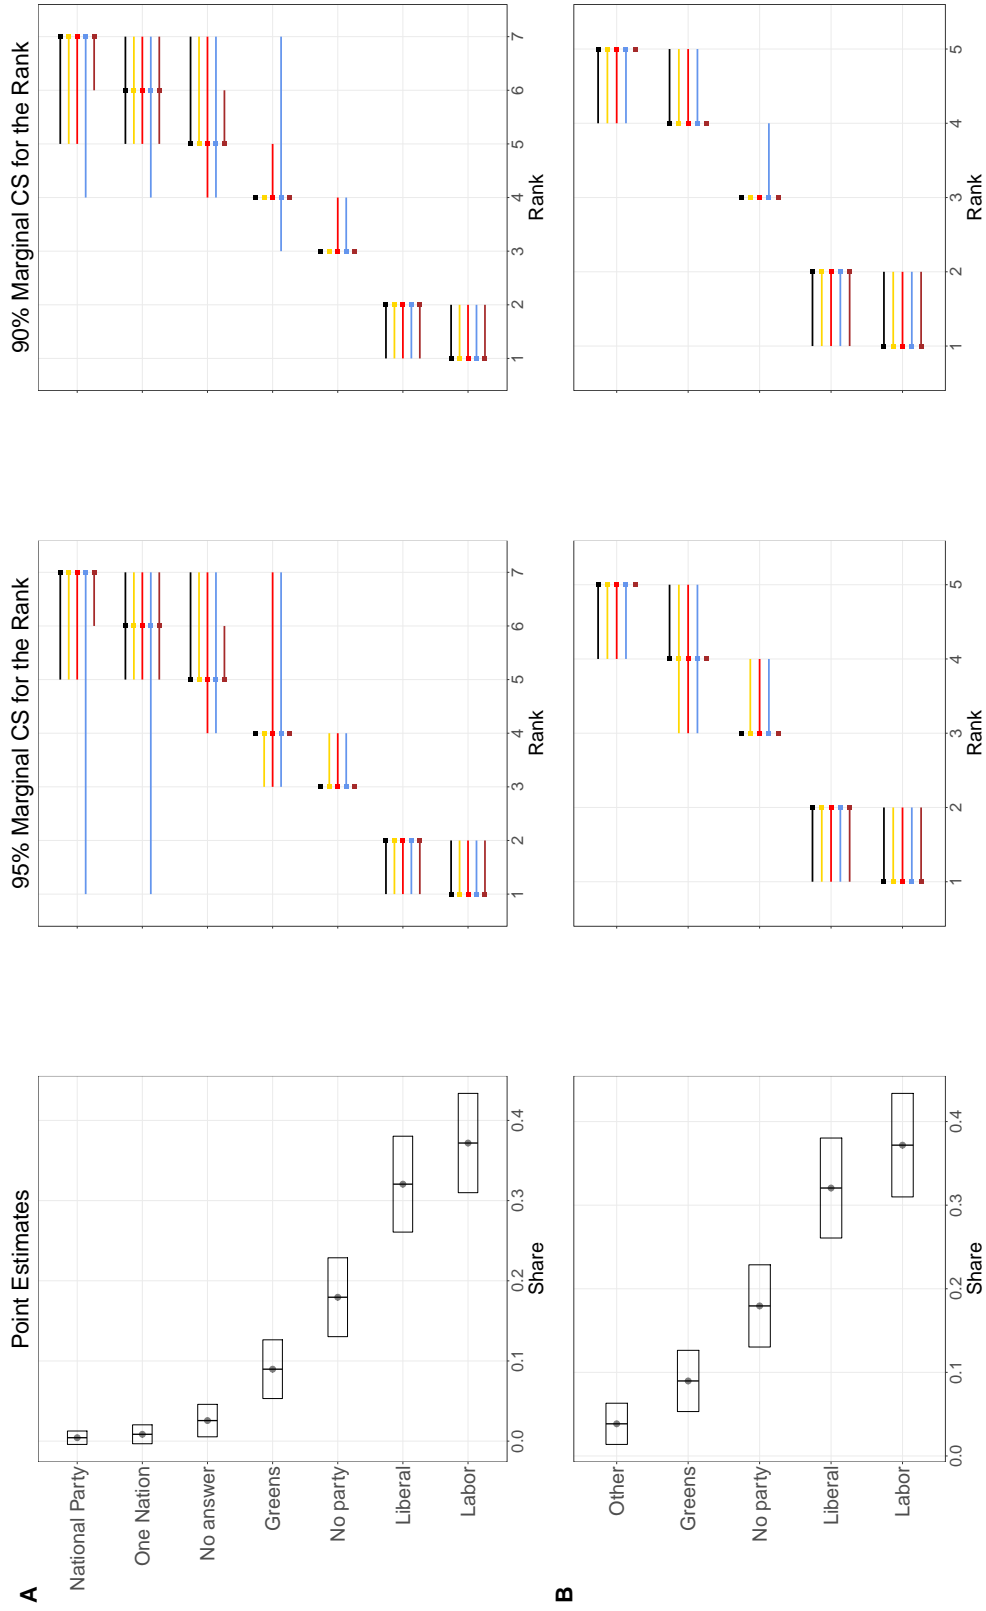 A
Point Estimates
95% Marginal CS for the Rank
90% Marginal CS for the Rank
National Party
One Nation
No answer
Greens
No party
Liberal
Labor
0.0 0.1 0.2 0.3 0.4
Share
1 2 3 4 5 6 7
Rank
1 2 3 4 5 6 7
Rank
B
Other
Greens
No party
Liberal
Labor
0.0 0.1 0.2 0.3 0.4
Share
1 2 3 4 5
Rank
1 2 3 4 5
Rank